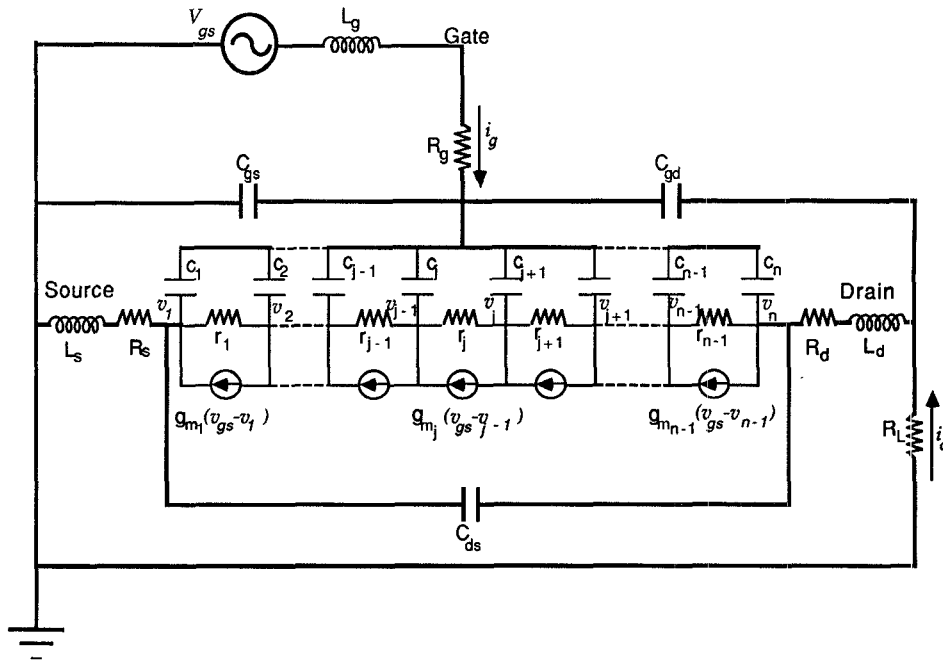 V_gs
L_g
Gate
R_g
i_g
C_gs
C_gd
c_1
c_2
c_j-1
c_j
c_j+1
c_n-1
c_n
Source
Drain
v_1
v_2
v_j-1
v_j
v_j+1
v_n-1
v_n
L_s
R_s
r_1
r_j-1
r_j
r_j+1
r_n-1
R_d
L_d
g_m1(v_gs-v_1)
g_mj(v_gs-v_j-1)
g_mn-1(v_gs-v_n-1)
R_L
C_ds